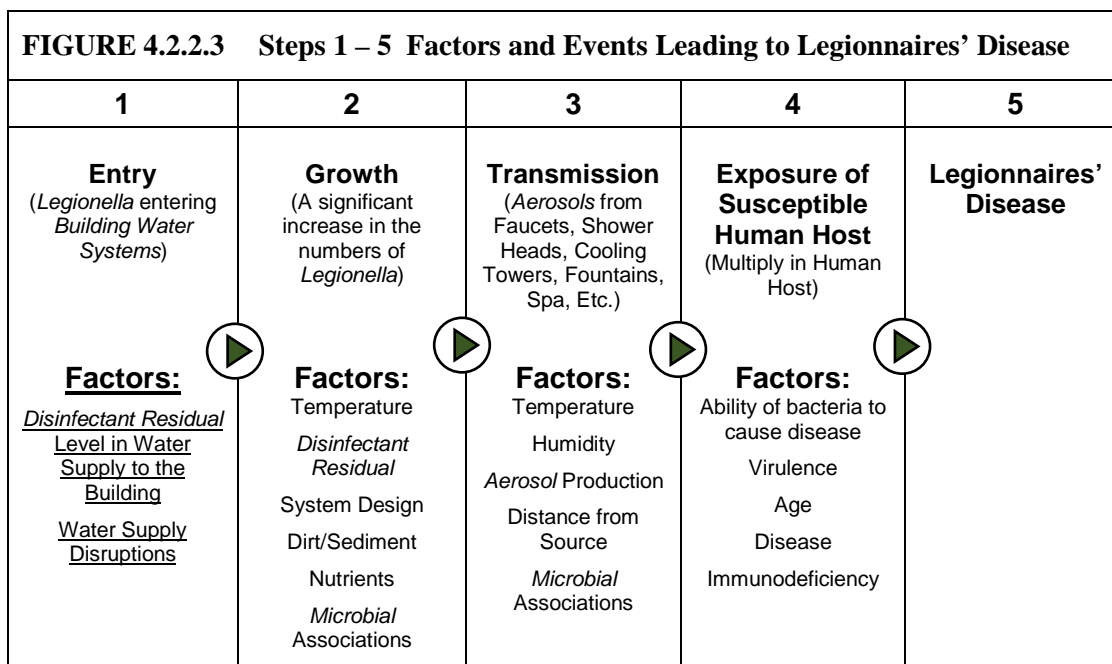 FIGURE 4.2.2.3 Steps 1 – 5 Factors and Events Leading to Legionnaires' Disease
1
2
3
4
5
Entry
(Legionella entering
Building Water
Systems)
Factors:
Disinfectant Residual
Level in Water
Supply to the
Building
Water Supply
Disruptions
Growth
(A significant
increase in the
numbers of
Legionella)
Factors:
Temperature
Disinfectant
Residual
System Design
Dirt/Sediment
Nutrients
Microbial
Associations
Transmission
(Aerosols from
Faucets, Shower
Heads, Cooling
Towers, Fountains,
Spa, Etc.)
Factors:
Temperature
Humidity
Aerosol Production
Distance from
Source
Microbial
Associations
Exposure of
Susceptible
Human Host
(Multiply in Human
Host)
Factors:
Ability of bacteria to
cause disease
Virulence
Age
Disease
Immunodeficiency
Legionnaires'
Disease